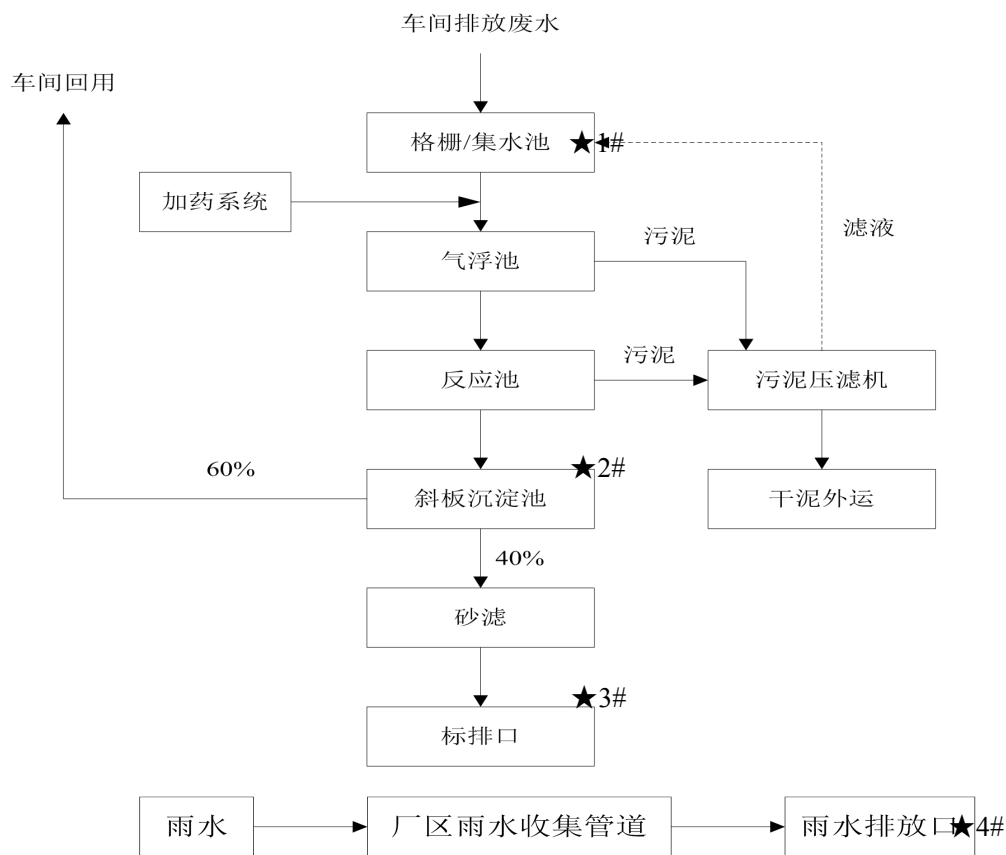 车间排放废水
车间回用
格栅/集水池
★1#
加药系统
污泥
滤液
气浮池
污泥
反应池
污泥压滤机
60%
★2#
斜板沉淀池
干泥外运
40%
砂滤
★3#
标排口
雨水
厂区雨水收集管道
雨水排放口
★4#